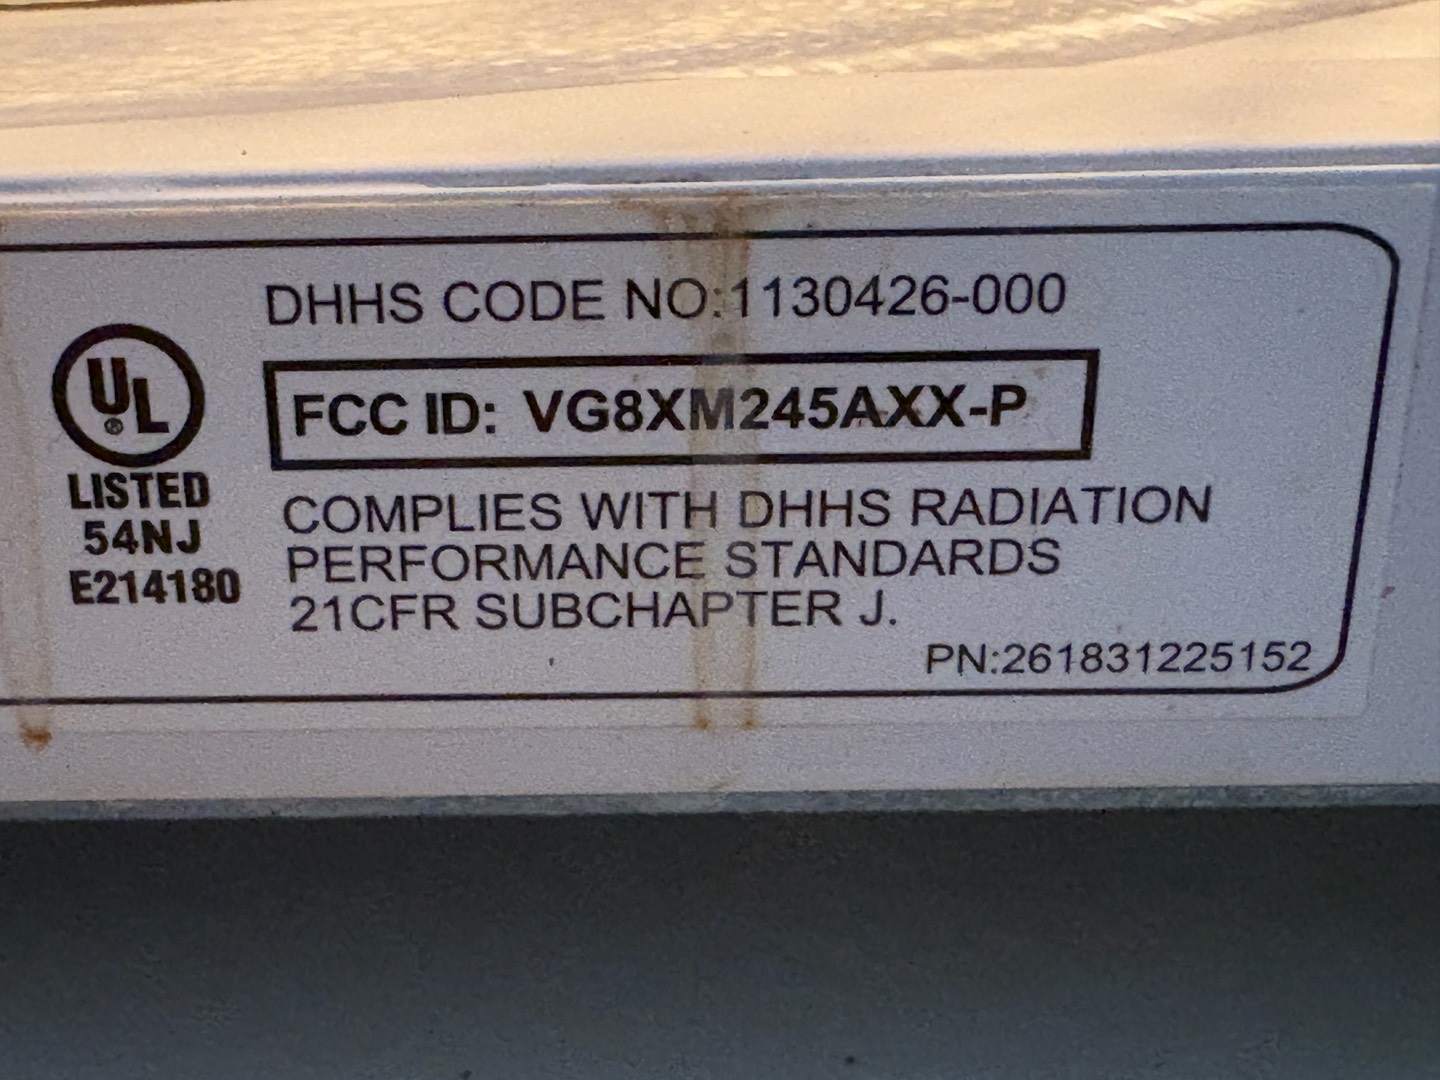 DHHS CODE NO:1130426-000
UL®
LISTED
54NJ
E214180
FCC ID: VG8XM245AXX-P
COMPLIES WITH DHHS RADIATION
PERFORMANCE STANDARDS
21CFR SUBCHAPTER J.
PN:261831225152